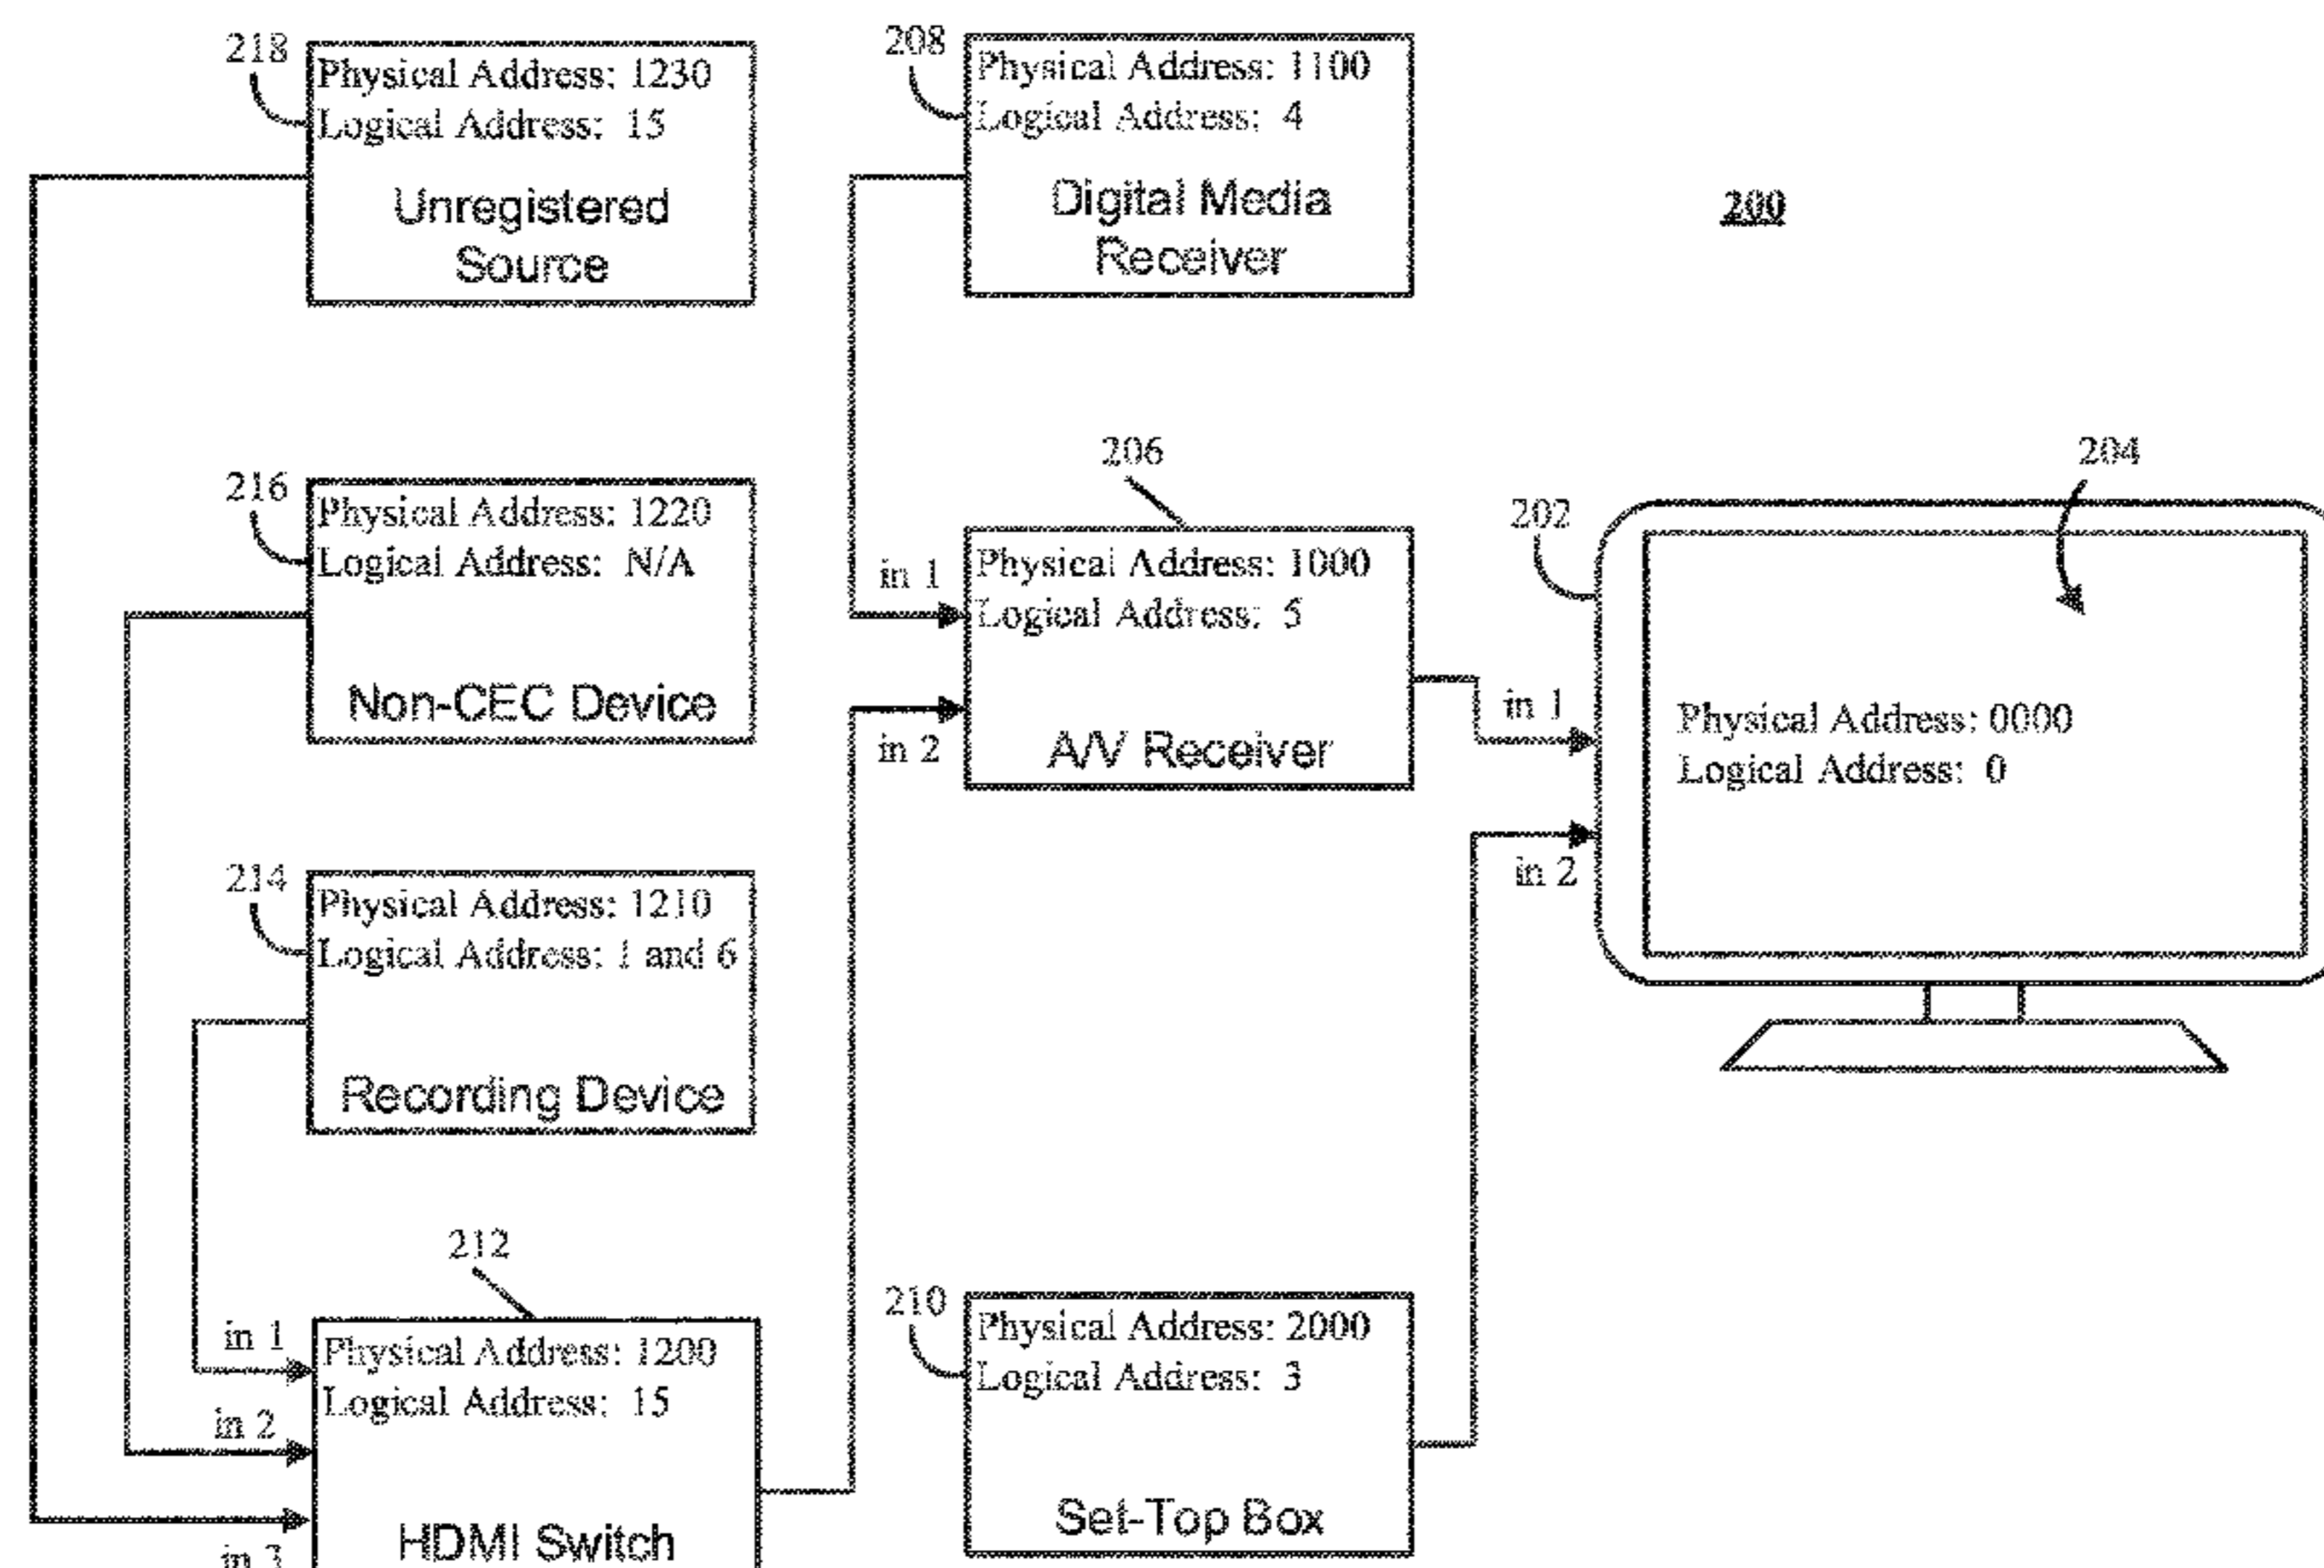 218
Physical Address: 1230
Logical Address: 15
Unregistered
Source
208
Physical Address: 1100
Logical Address: 4
Digital Media
Receiver
200
216
Physical Address: 1220
Logical Address: N/A
Non-CEC Device
206
in 1
Physical Address: 1000
Logical Address: 5
in 2
A/V Receiver
202
204
in 1
Physical Address: 0000
Logical Address: 0
in 2
214
Physical Address: 1210
Logical Address: 1 and 6
Recording Device
212
in 1
Physical Address: 1200
Logical Address: 15
in 2
in 3
HDMI Switch
210
Physical Address: 2000
Logical Address: 3
Set-Top Box